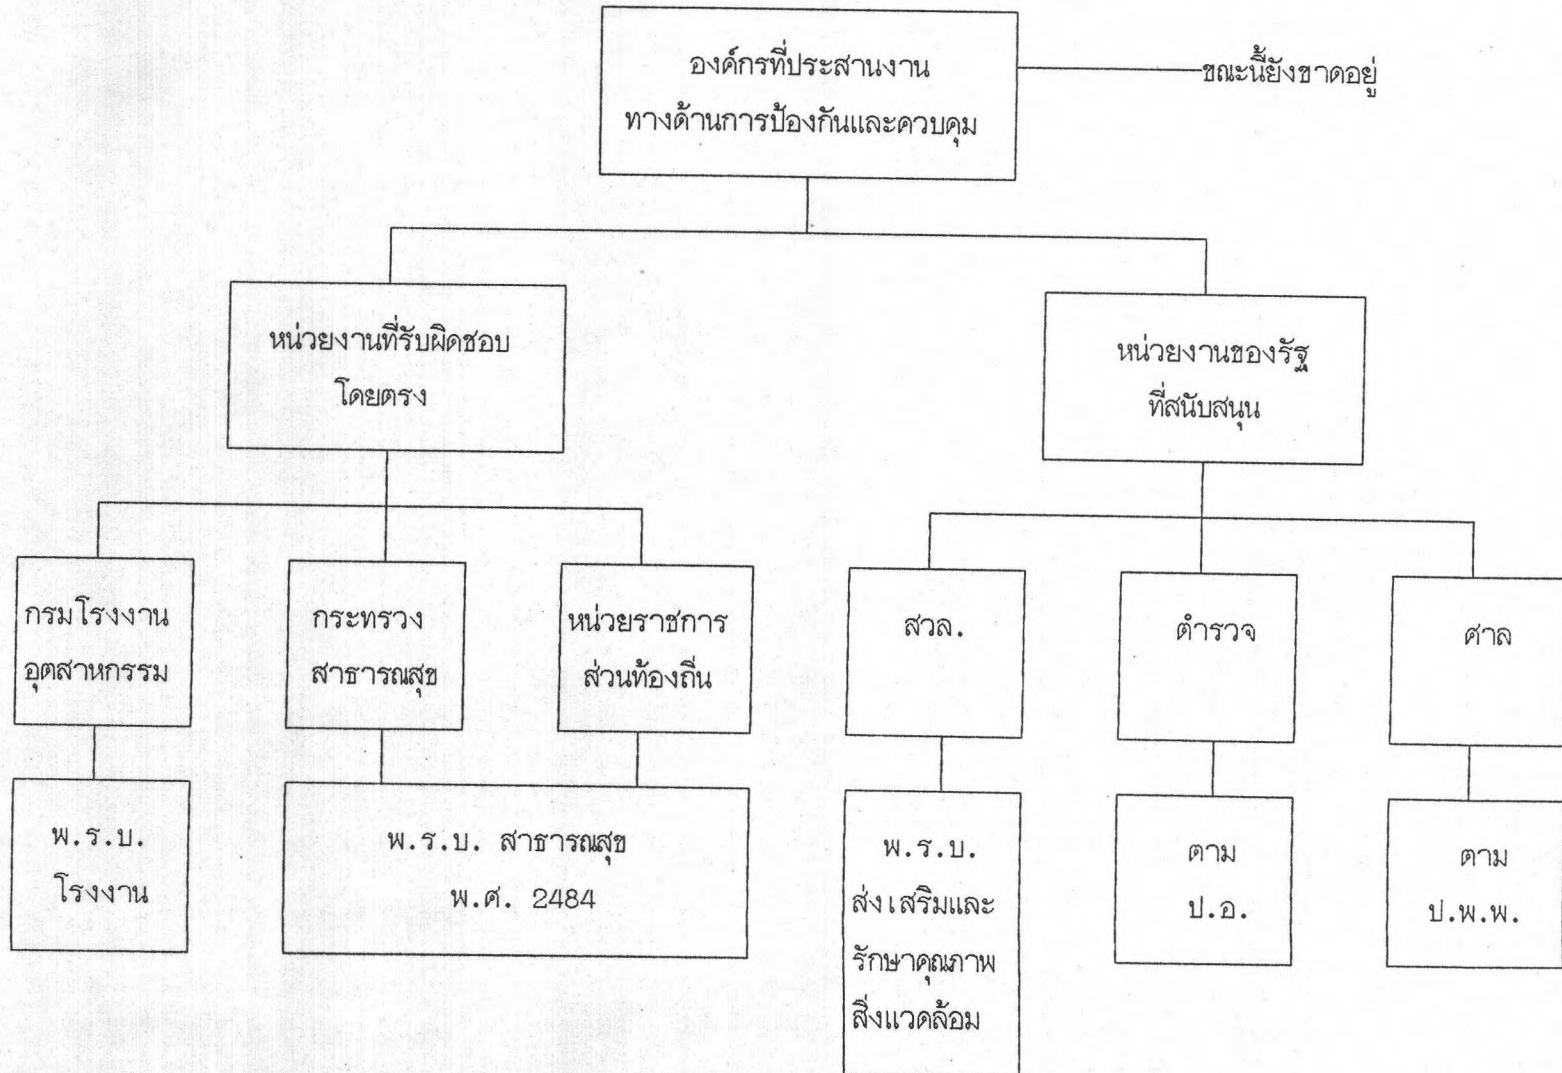 องค์กรที่ประสานงาน
ทางด้านการป้องกันและควบคุม
ขณะนี้ยังขาดอยู่
หน่วยงานที่รับผิดชอบ
โดยตรง
หน่วยงานของรัฐ
ที่สนับสนุน
กรมโรงงาน
อุตสาหกรรม
กระทรวง
สาธารณสุข
หน่วยราชการ
ส่วนท้องถิ่น
สวล.
ตำรวจ
ศาล
พ.ร.บ.
โรงงาน
พ.ร.บ. สาธารณสุข
พ.ศ. 2484
พ.ร.บ.
ส่งเสริมและ
รักษาคุณภาพ
สิ่งแวดล้อม
ตาม
ป.อ.
ตาม
ป.พ.พ.